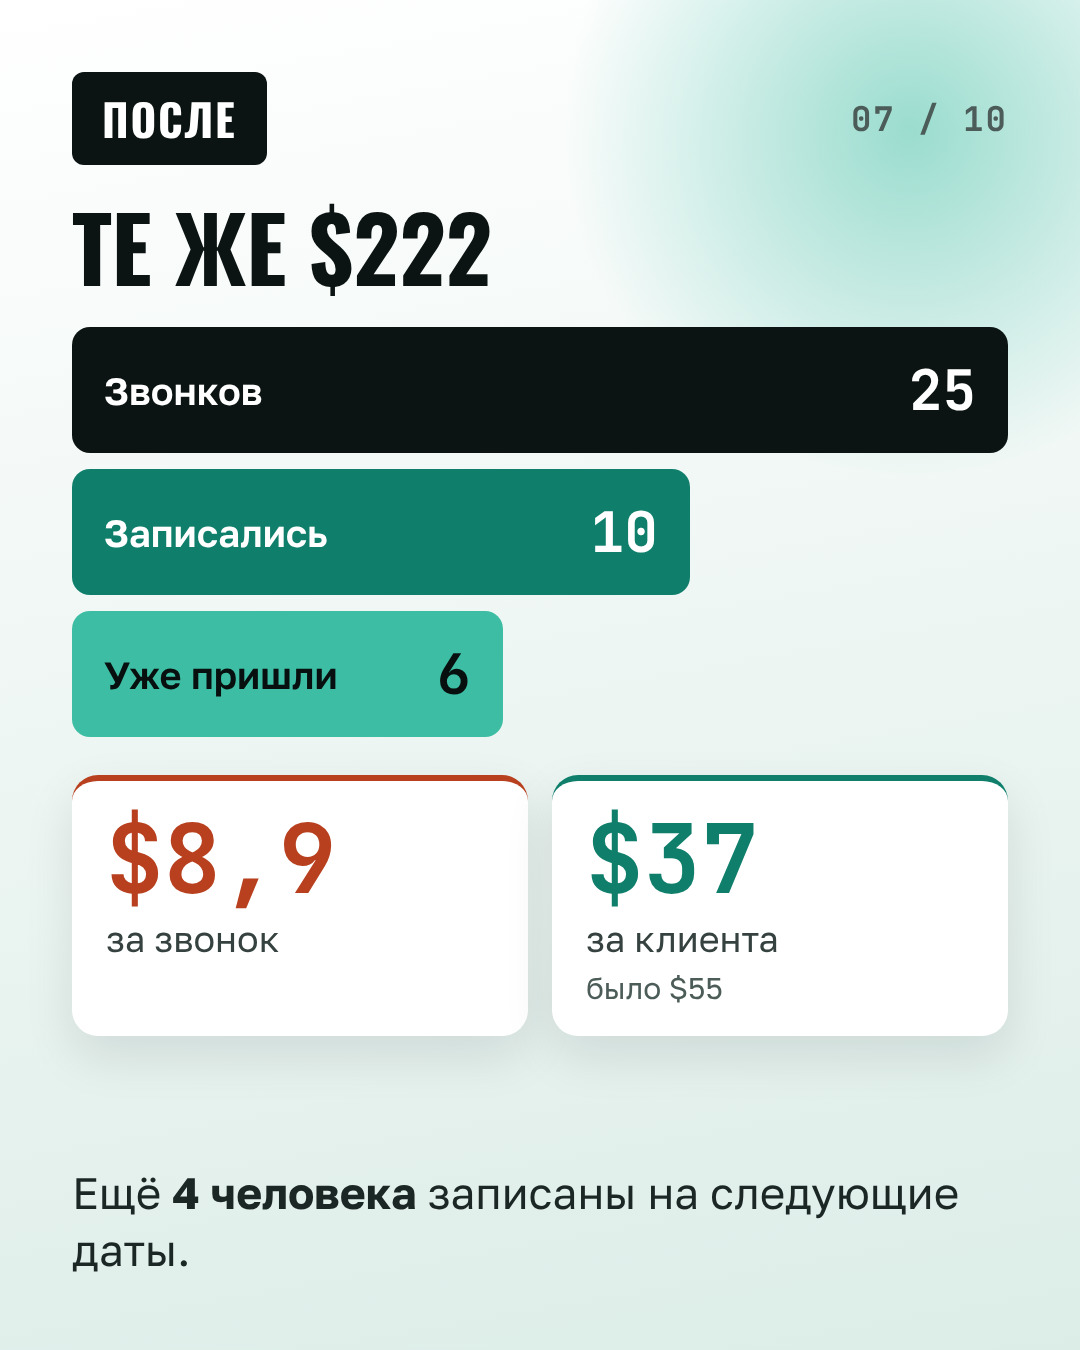 ПОСЛЕ
07 / 10
ТЕ ЖЕ $222
Звонков 25
Записались 10
Уже пришли 6
$8,9
за звонок
$37
за клиента
было $55
Ещё 4 человека записаны на следующие
даты.